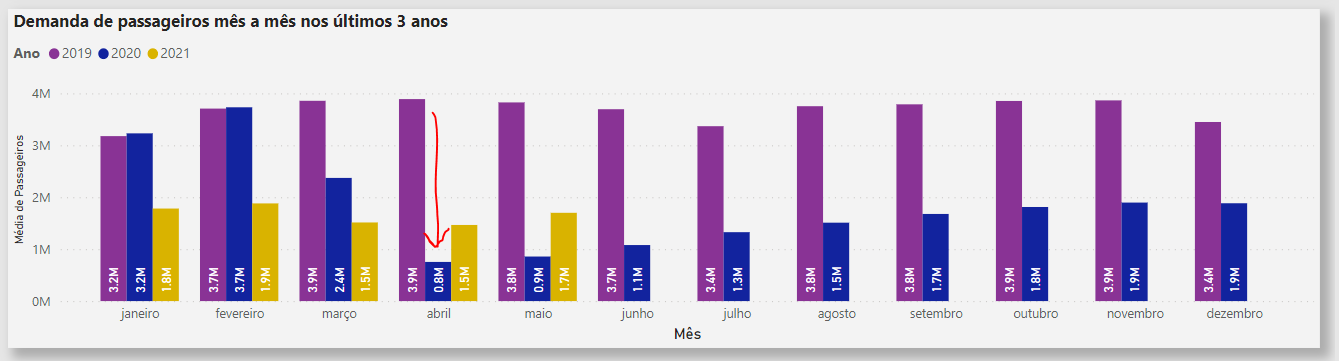 Demanda de passageiros mês a mês nos últimos 3 anos
Ano 2019 2020 2021
4M
3M
2M
1M
0M
Média de Passageiros
3.2M 3.2M 1.8M
3.7M 3.7M 1.9M
3.9M 2.4M 1.5M
3.9M 0.8M 1.5M
3.8M 0.9M 1.7M
3.7M 1.1M
3.4M 1.3M
3.8M 1.5M
3.8M 1.7M
3.9M 1.8M
3.9M 1.9M
3.4M 1.9M
janeiro fevereiro março abril maio junho julho agosto setembro outubro novembro dezembro
Mês